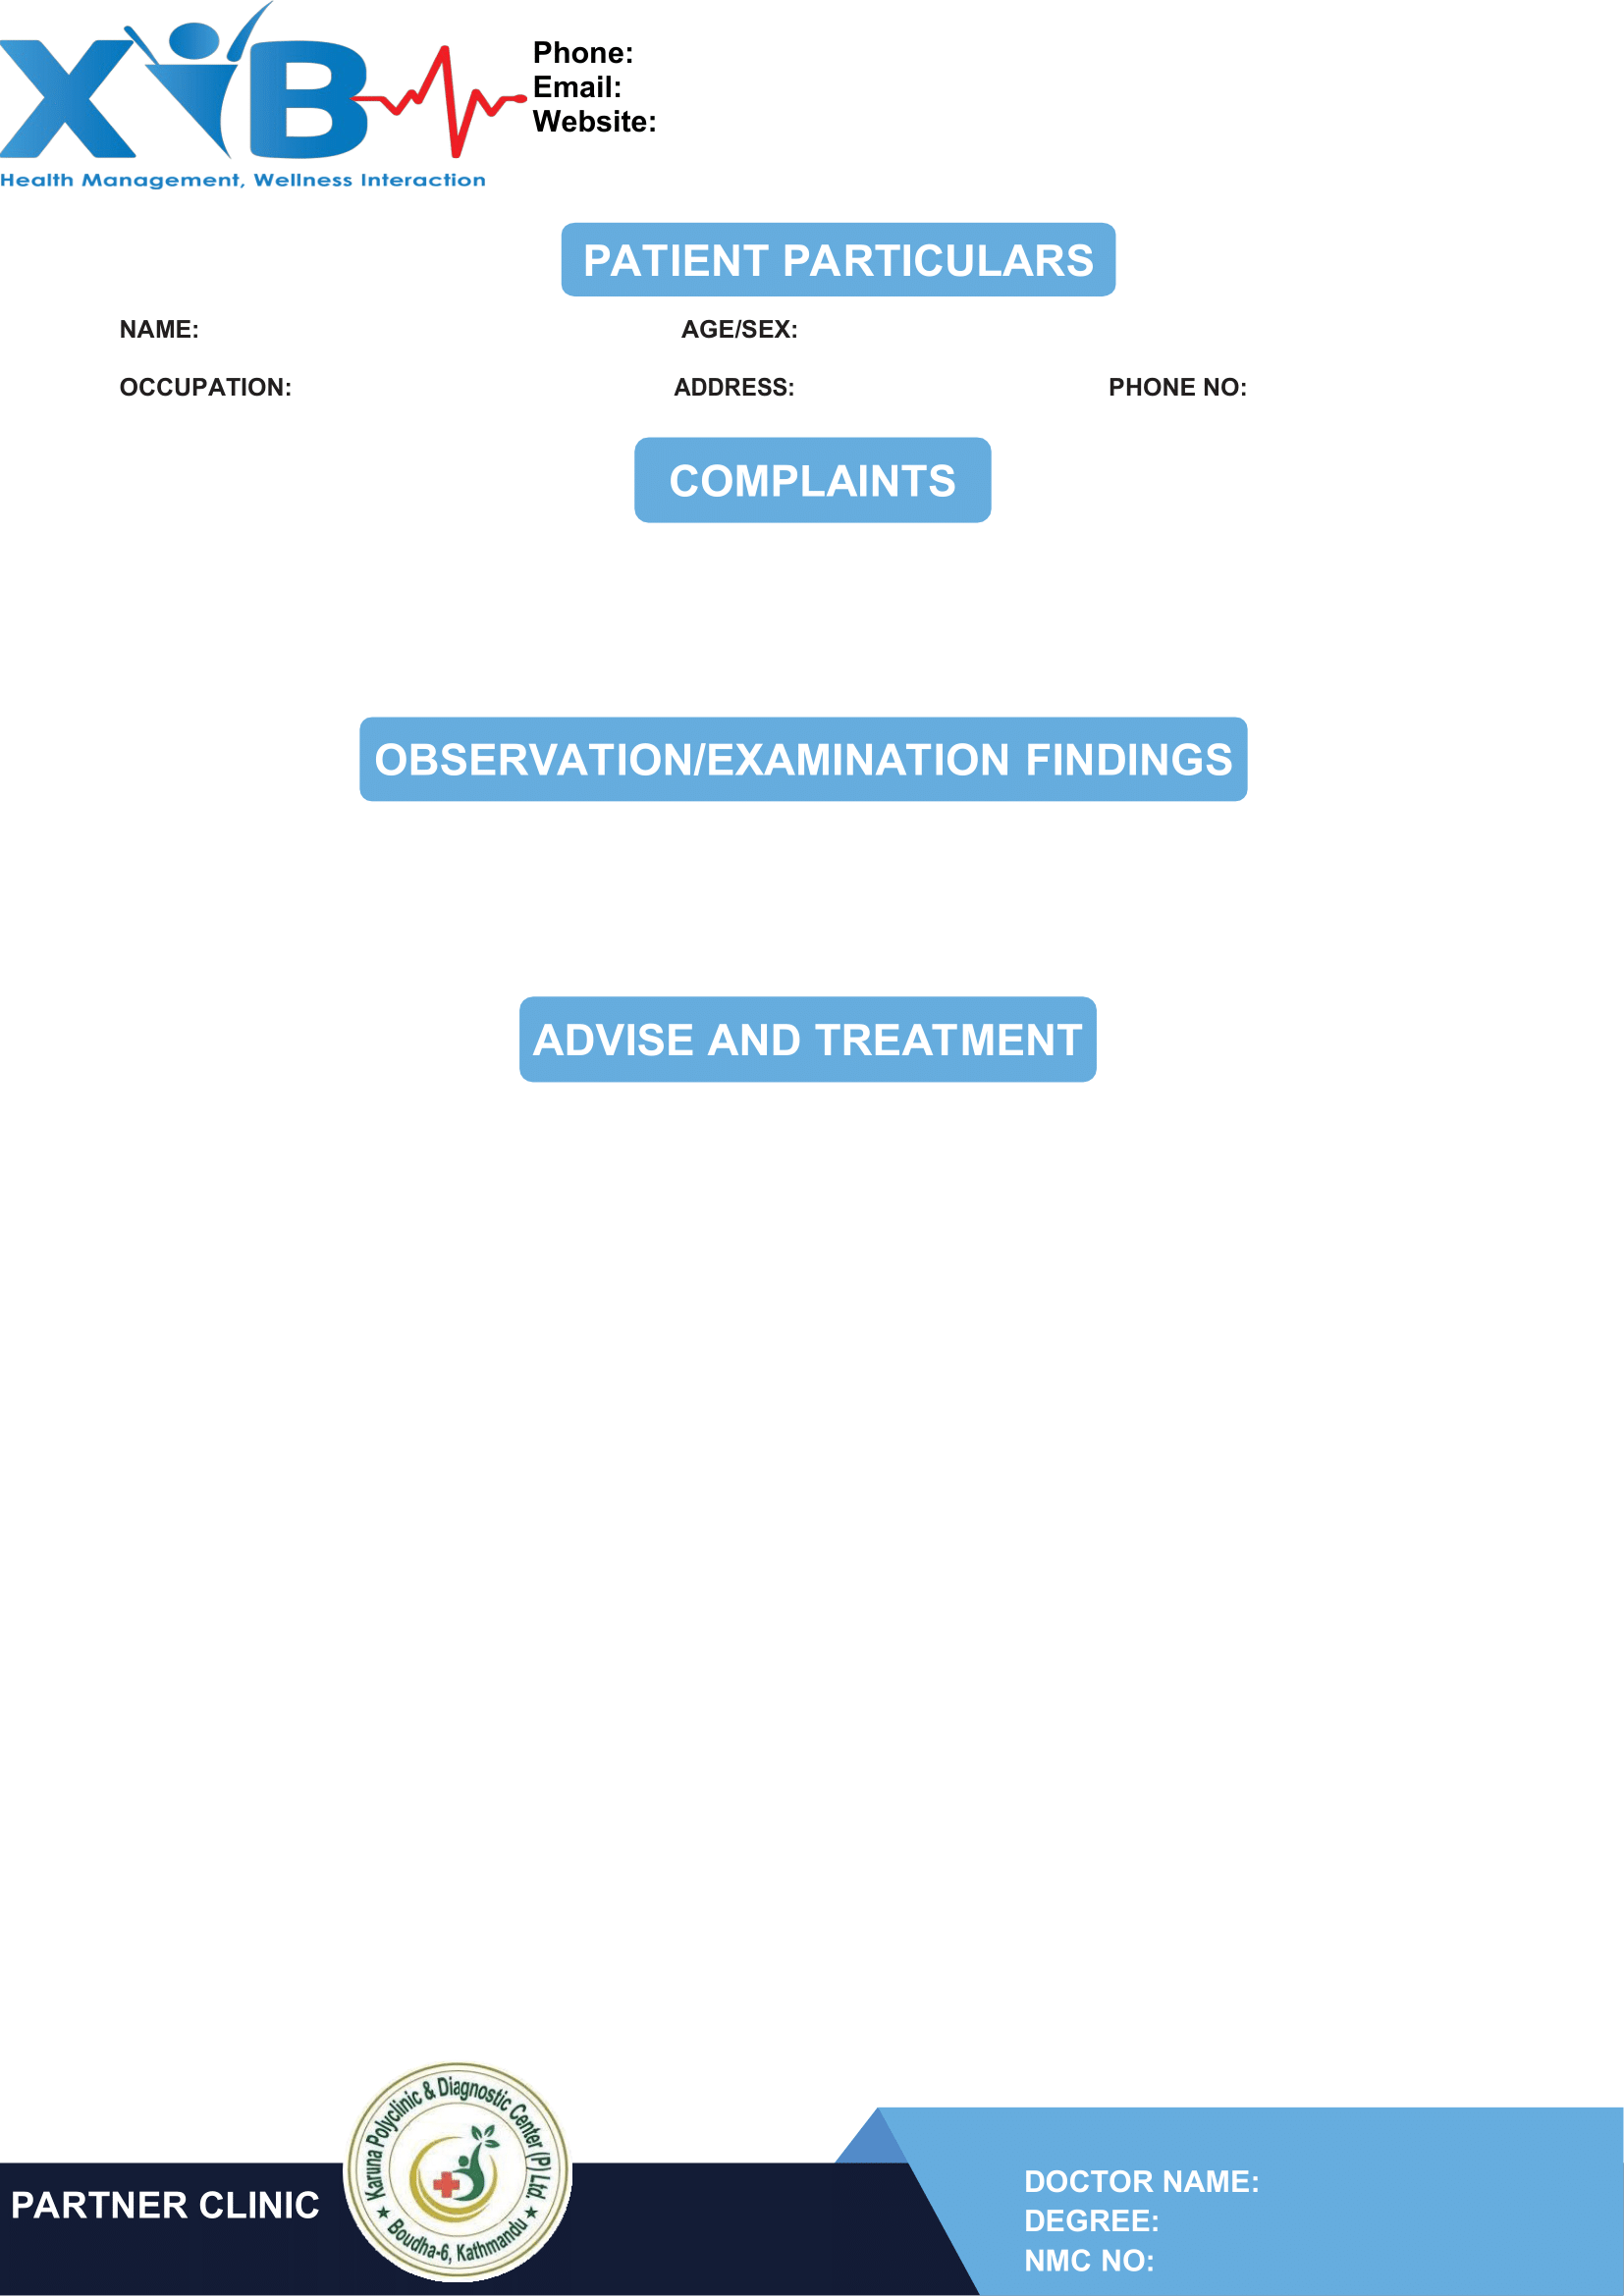 XIB
Phone:
Email:
Website:
Health Management, Wellness Interaction
PATIENT PARTICULARS
NAME: AGE/SEX:
OCCUPATION: ADDRESS: PHONE NO:
COMPLAINTS
OBSERVATION/EXAMINATION FINDINGS
ADVISE AND TREATMENT
PARTNER CLINIC
Karuna Polyclinic & Diagnostic Center (P) Ltd.
★ Boudha-6, Kathmandu ★
DOCTOR NAME:
DEGREE:
NMC NO: